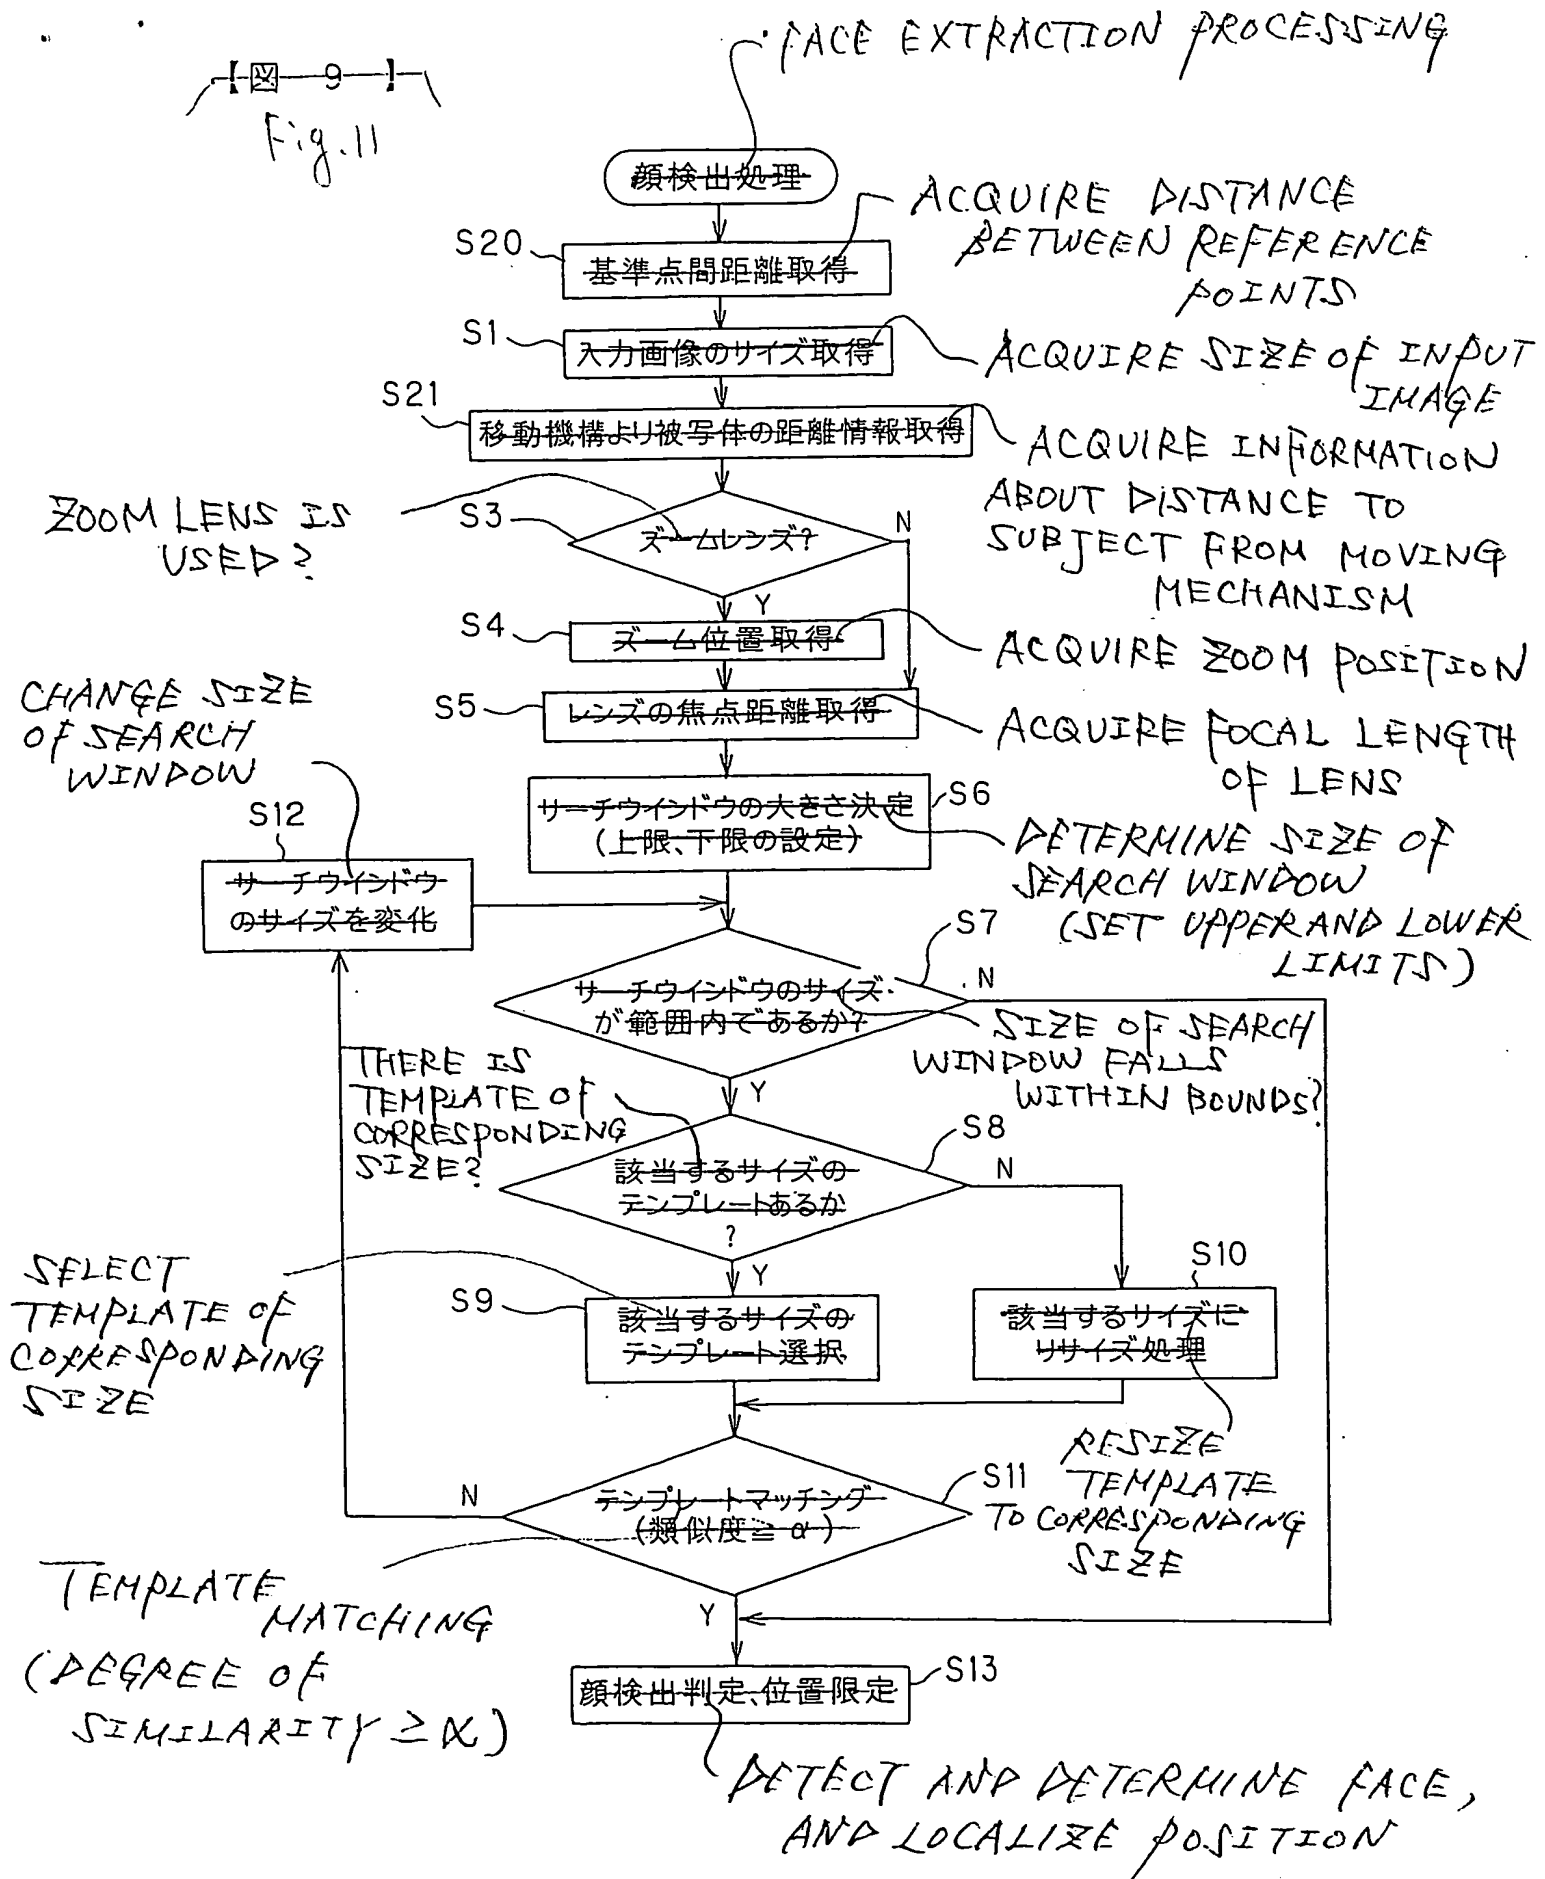 【図 9】
Fig.11
FACE EXTRACTION PROCESSING
顔検出処理
ACQUIRE DISTANCE
BETWEEN REFERENCE
POINTS
S20
基準点間距離取得
S1
入力画像のサイズ取得
ACQUIRE SIZE OF INPUT
IMAGE
S21
移動機構より被写体の距離情報取得
ACQUIRE INFORMATION
ABOUT DISTANCE TO
SUBJECT FROM MOVING
MECHANISM
ZOOM LENS IS
USED?
S3
ズームレンズ?
N
Y
S4
ズーム位置取得
ACQUIRE ZOOM POSITION
S5
レンズの焦点距離取得
ACQUIRE FOCAL LENGTH
OF LENS
CHANGE SIZE
OF SEARCH
WINDOW
S6
サーチウインドウの大きさ決定
(上限、下限の設定)
DETERMINE SIZE OF
SEARCH WINDOW
(SET UPPER AND LOWER
LIMITS)
S12
サーチウインドウ
のサイズを変化
S7
サーチウインドウのサイズ
が範囲内であるか?
N
SIZE OF SEARCH
WINDOW FALLS
WITHIN BOUNDS?
Y
THERE IS
TEMPLATE OF
CORRESPONDING
SIZE?
S8
該当するサイズの
テンプレートあるか
?
N
Y
SELECT
TEMPLATE OF
CORRESPONDING
SIZE
S9
該当するサイズの
テンプレート選択
S10
該当するサイズに
リサイズ処理
RESIZE
TEMPLATE
TO CORRESPONDING
SIZE
S11
テンプレートマッチング
(類似度≧α)
N
Y
TEMPLATE
MATCHING
(DEGREE OF
SIMILARITY ≥ α)
S13
顔検出判定、位置限定
DETECT AND DETERMINE FACE,
AND LOCALIZE POSITION